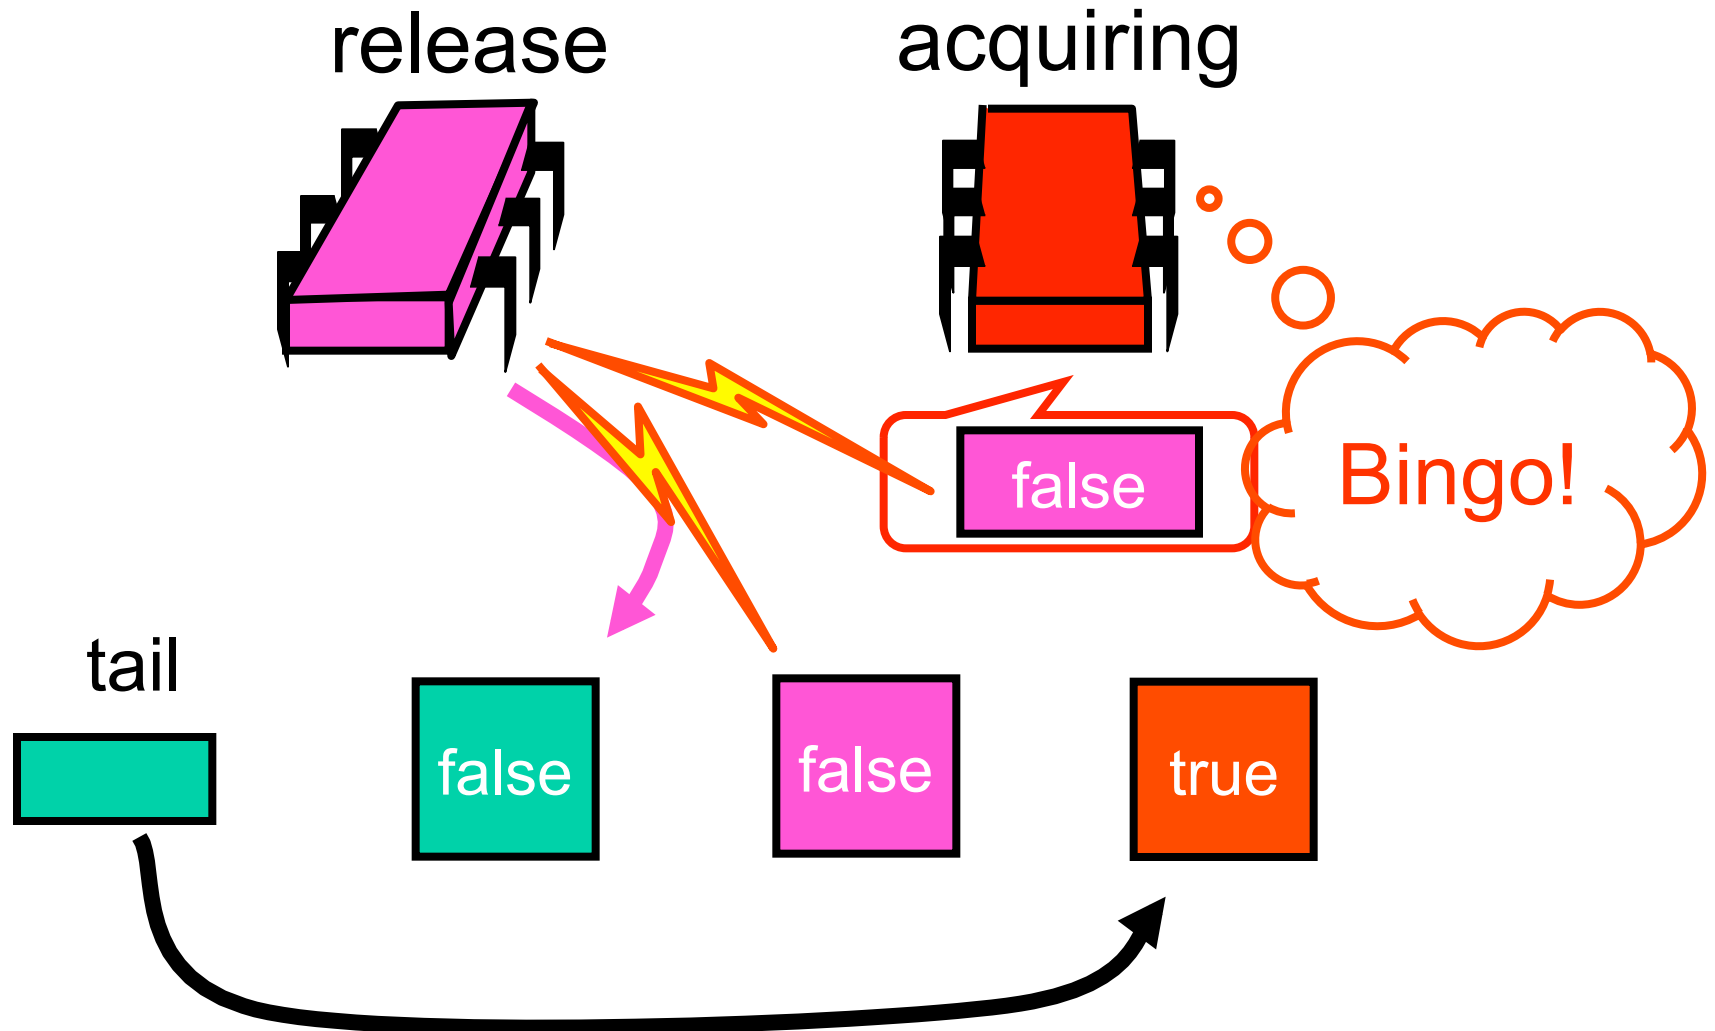 release
acquiring
false
Bingo!
tail
false
false
true